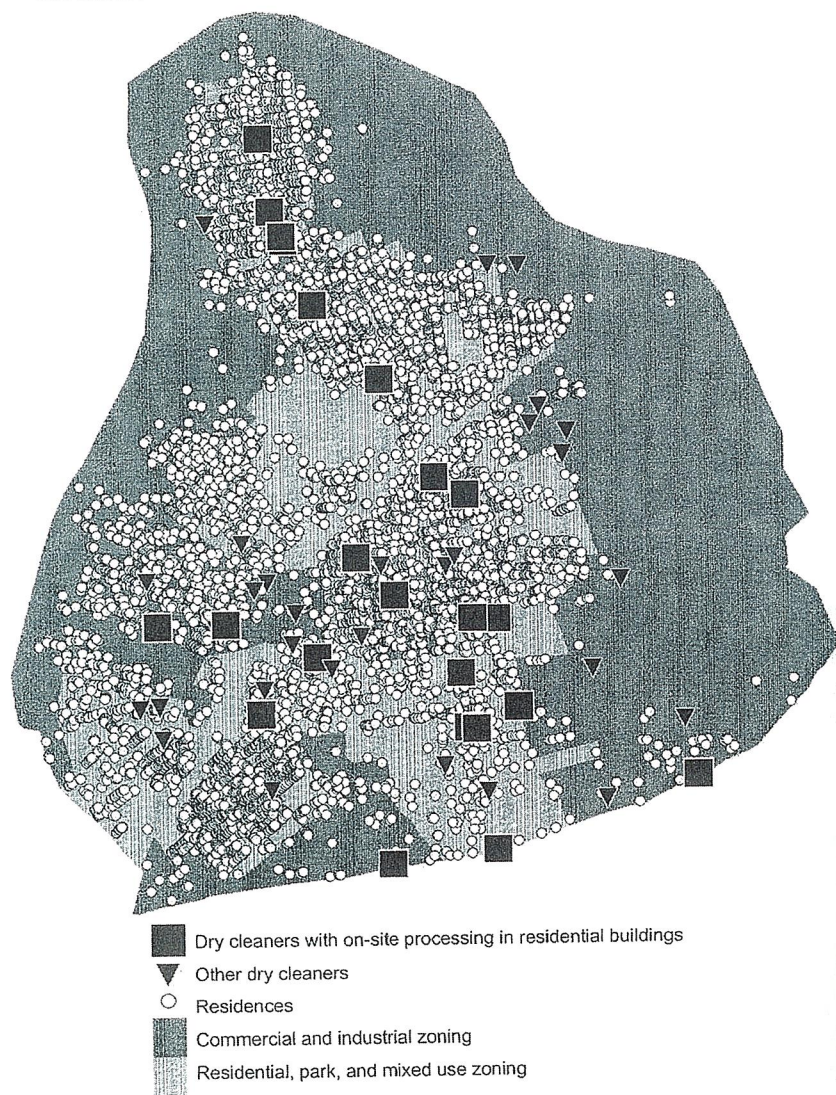 Dry cleaners with on-site processing in residential buildings
Other dry cleaners
Residences
Commercial and industrial zoning
Residential, park, and mixed use zoning